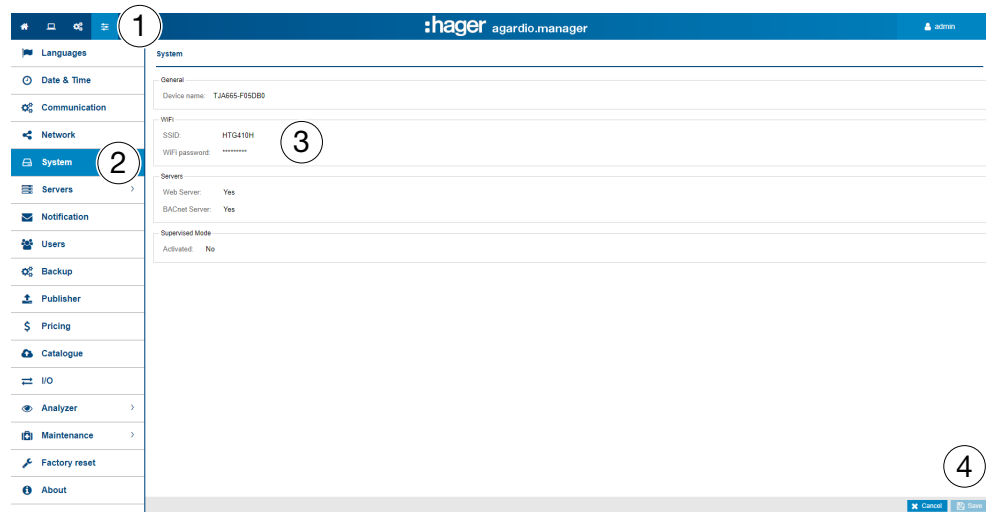 1
:hager agardio.manager
admin
Languages
Date & Time
Communication
Network
System
2
Servers
Notification
Users
Backup
Publisher
Pricing
Catalogue
I/O
Analyzer
Maintenance
Factory reset
About
System
General
Device name: TJA665-F05DB0
WiFi
SSID: HTG410H
WiFi password: *********
3
Servers
Web Server: Yes
BACnet Server: Yes
Supervised Mode
Activated: No
4
Cancel
Save